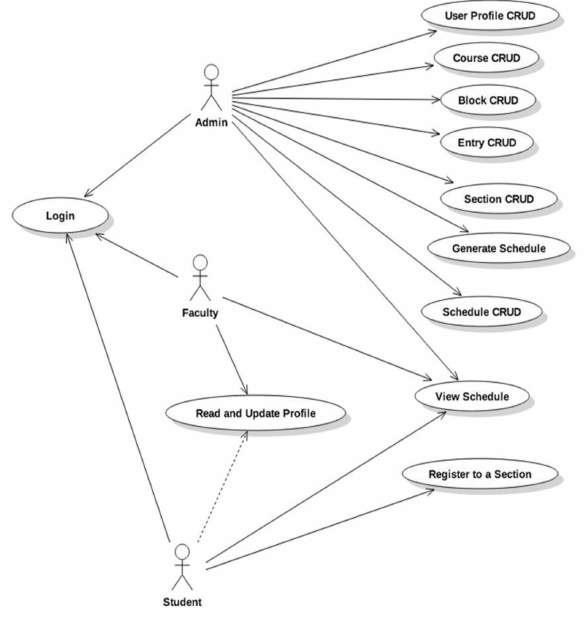 User Profile CRUD
Course CRUD
Block CRUD
Admin
Entry CRUD
Section CRUD
Login
Generate Schedule
Faculty
Schedule CRUD
View Schedule
Read and Update Profile
Register to a Section
Student